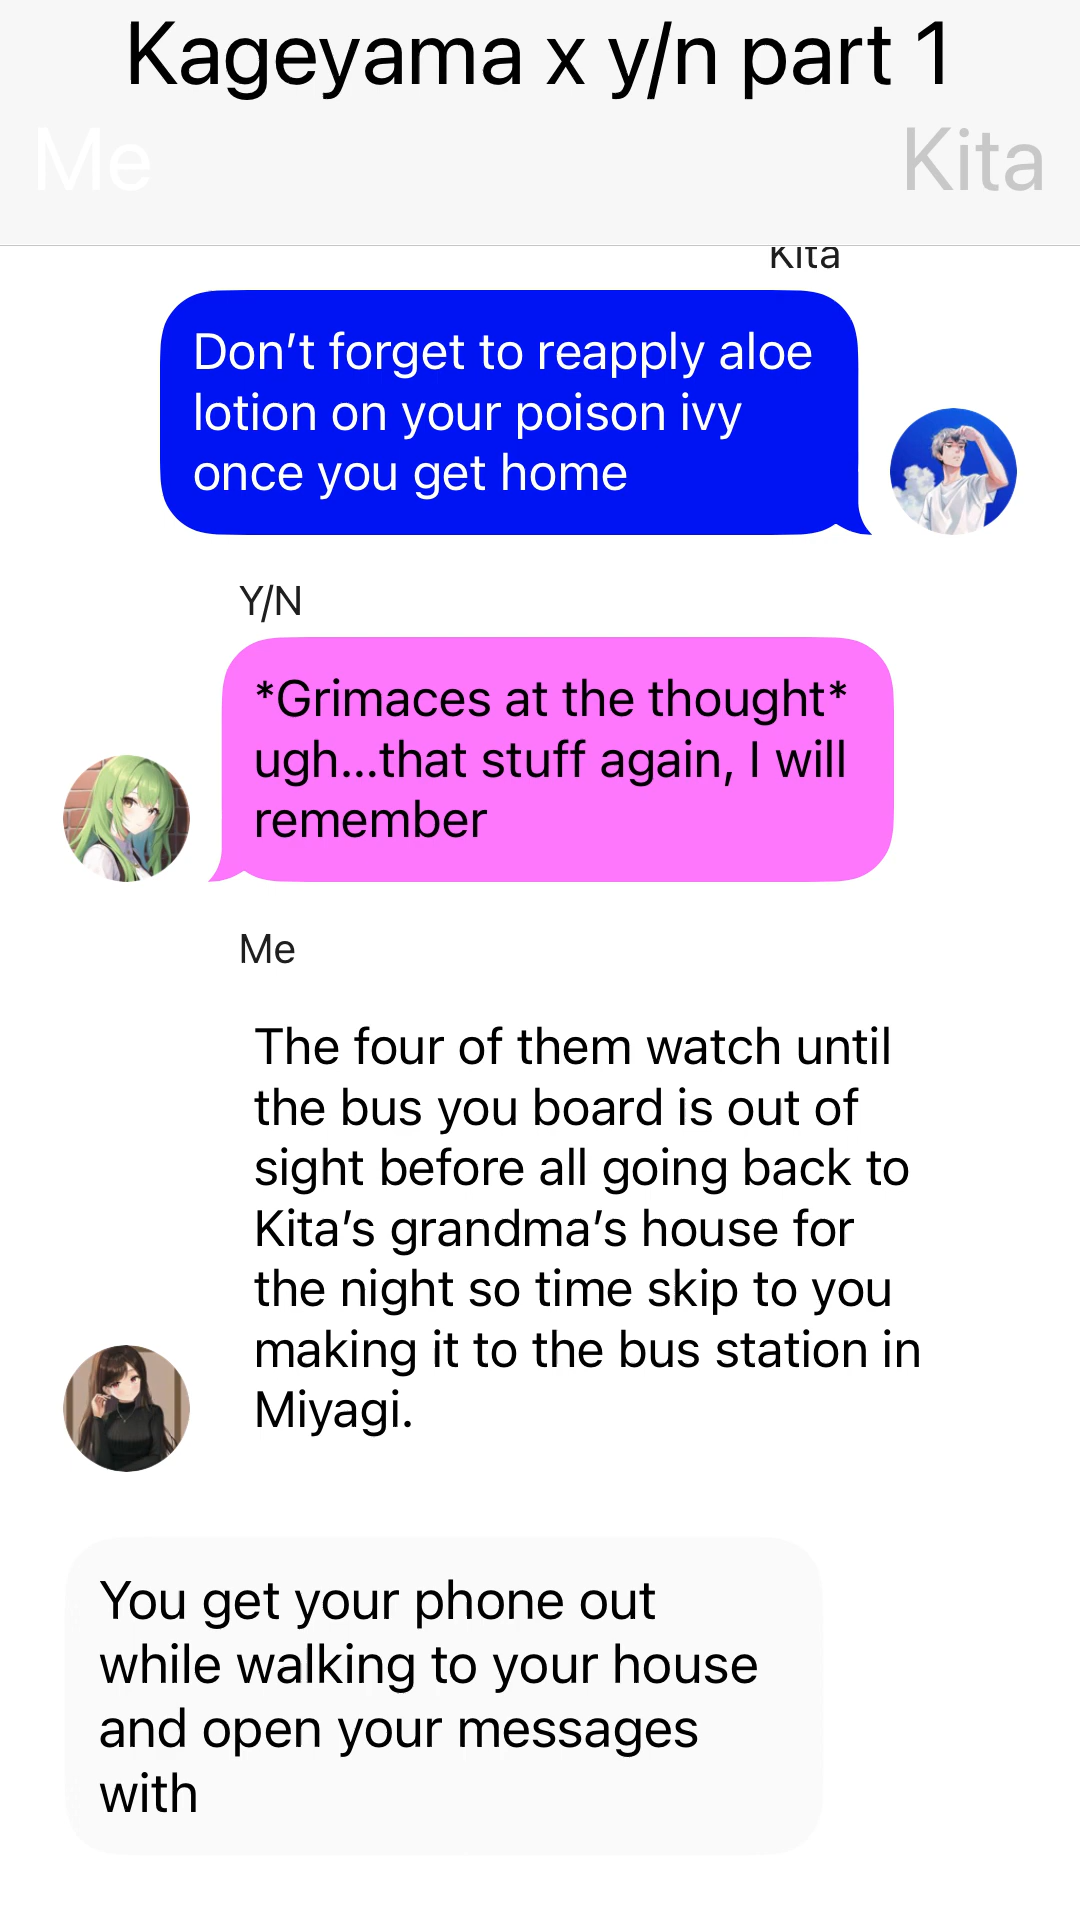 Kageyama x y/n part 1
Me
Kita
Kita
Don’t forget to reapply aloe
lotion on your poison ivy
once you get home
Y/N
*Grimaces at the thought*
ugh...that stuff again, I will
remember
Me
The four of them watch until
the bus you board is out of
sight before all going back to
Kita’s grandma’s house for
the night so time skip to you
making it to the bus station in
Miyagi.
You get your phone out
while walking to your house
and open your messages
with